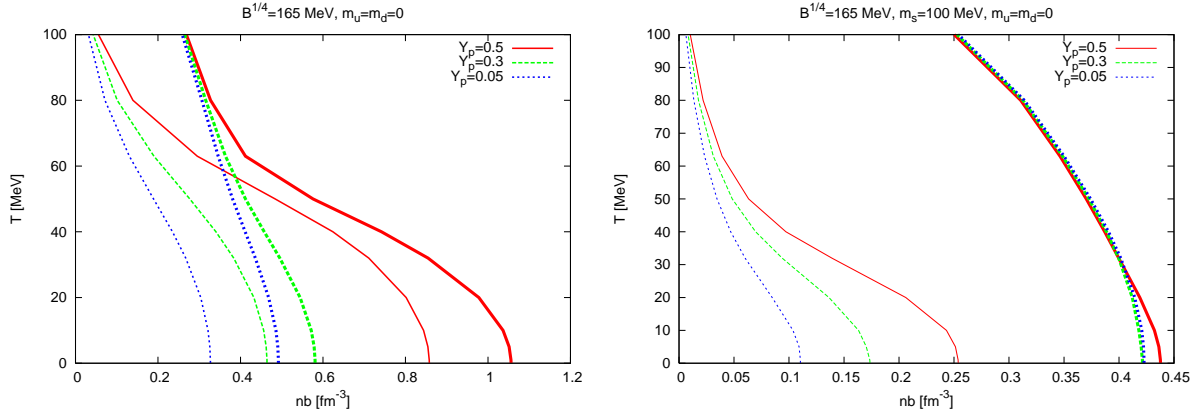 B^1/4=165 MeV, m_u=m_d=0
T [MeV]
100
80
60
40
20
0
0
0.2
0.4
0.6
0.8
1
1.2
nb [fm^-3]
Y_p=0.5
Y_p=0.3
Y_p=0.05
B^1/4=165 MeV, m_s=100 MeV, m_u=m_d=0
T [MeV]
100
90
80
70
60
50
40
30
20
10
0
0
0.05
0.1
0.15
0.2
0.25
0.3
0.35
0.4
0.45
nb [fm^-3]
Y_p=0.5
Y_p=0.3
Y_p=0.05